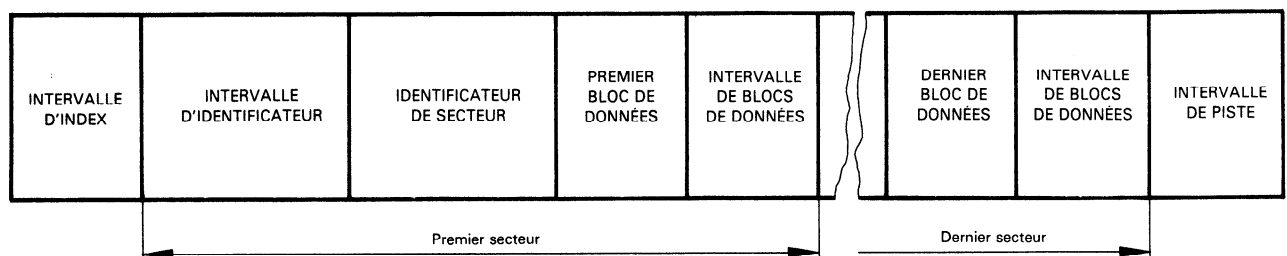 INTERVALLE
D'INDEX
INTERVALLE
D'IDENTIFICATEUR
IDENTIFICATEUR
DE SECTEUR
PREMIER
BLOC DE
DONNÉES
INTERVALLE
DE BLOCS
DE DONNÉES
DERNIER
BLOC DE
DONNÉES
INTERVALLE
DE BLOCS
DE DONNÉES
INTERVALLE
DE PISTE
Premier secteur
Dernier secteur